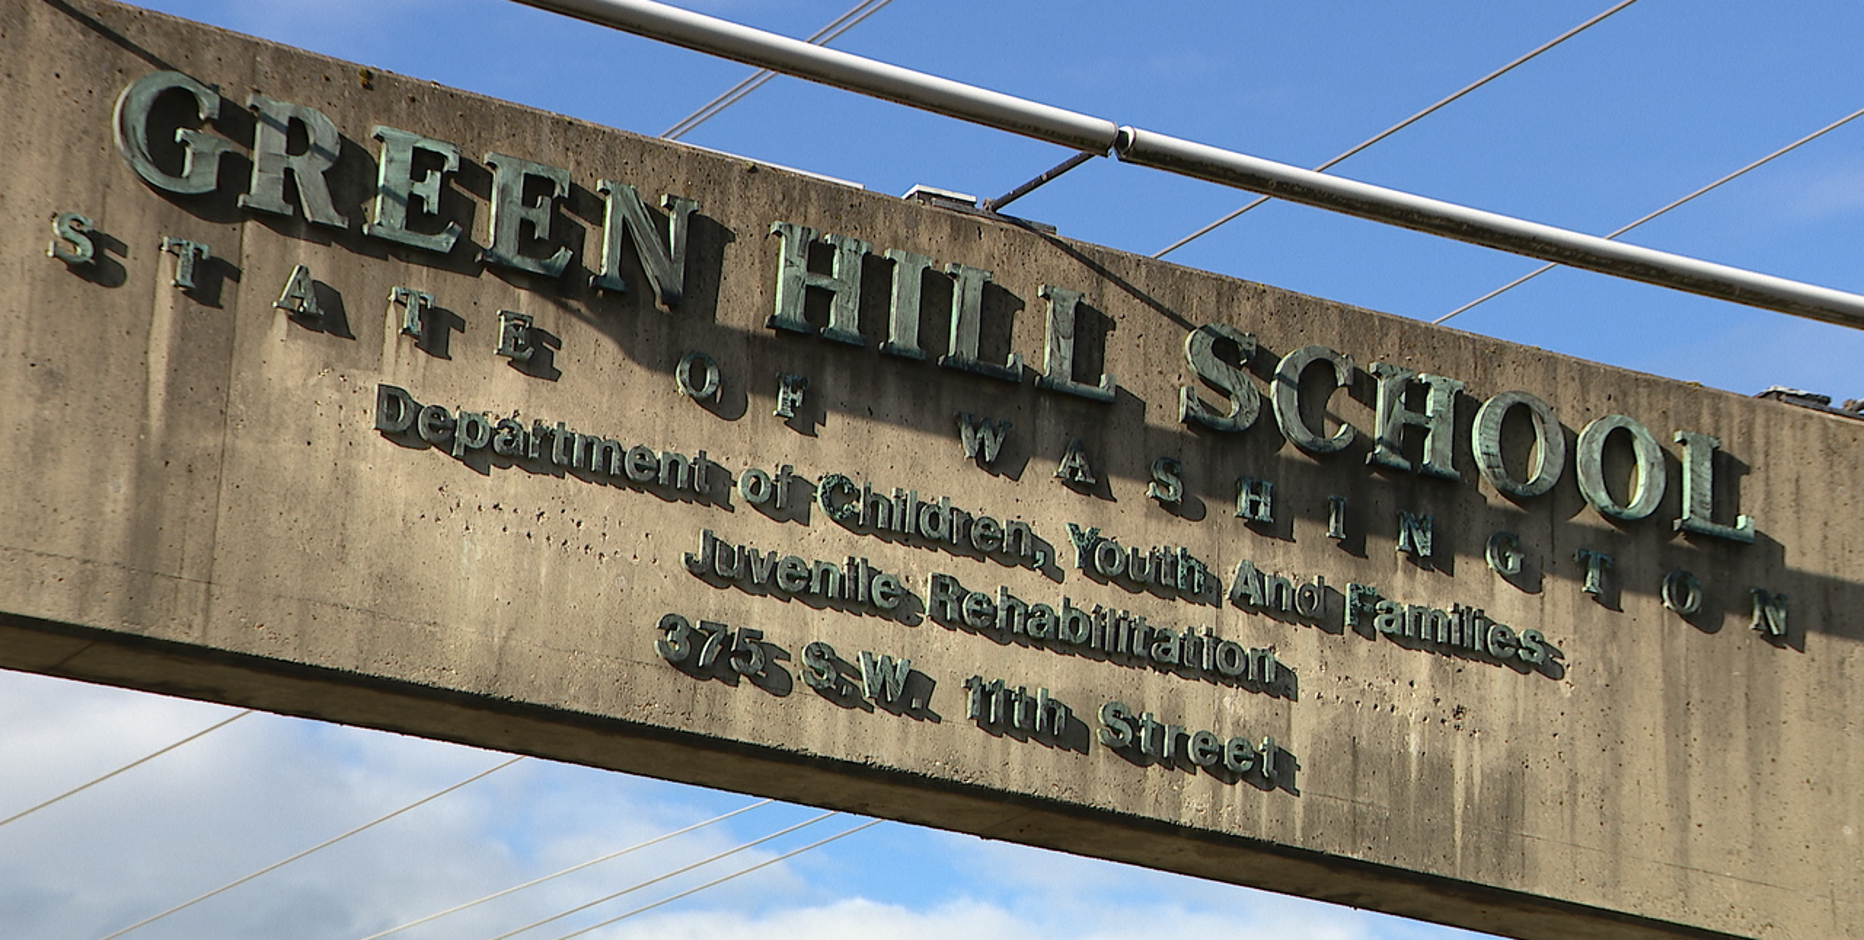 GREEN HILL SCHOOL
STATE OF WASHINGTON
Department of Children, Youth And Families
Juvenile Rehabilitation
375 S.W. 11th Street